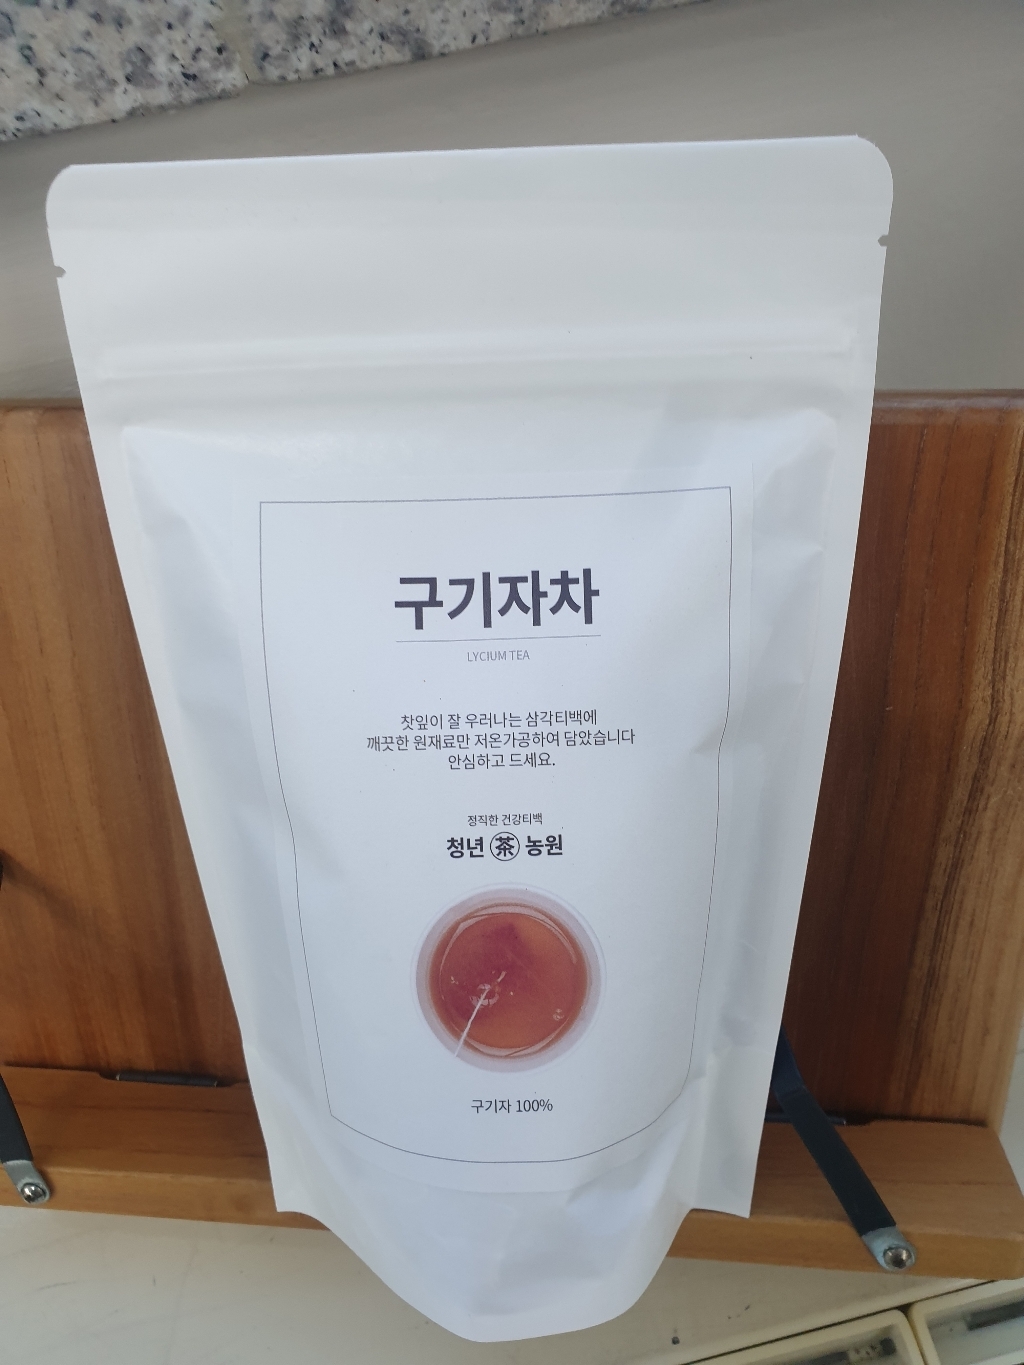 구기자차
LYCIUM TEA
찻잎이 잘 우러나는 삼각티백에
깨끗한 원재료만 저온가공하여 담았습니다
안심하고 드세요.
정직한 건강티백
청년 茶 농원
구기자 100%